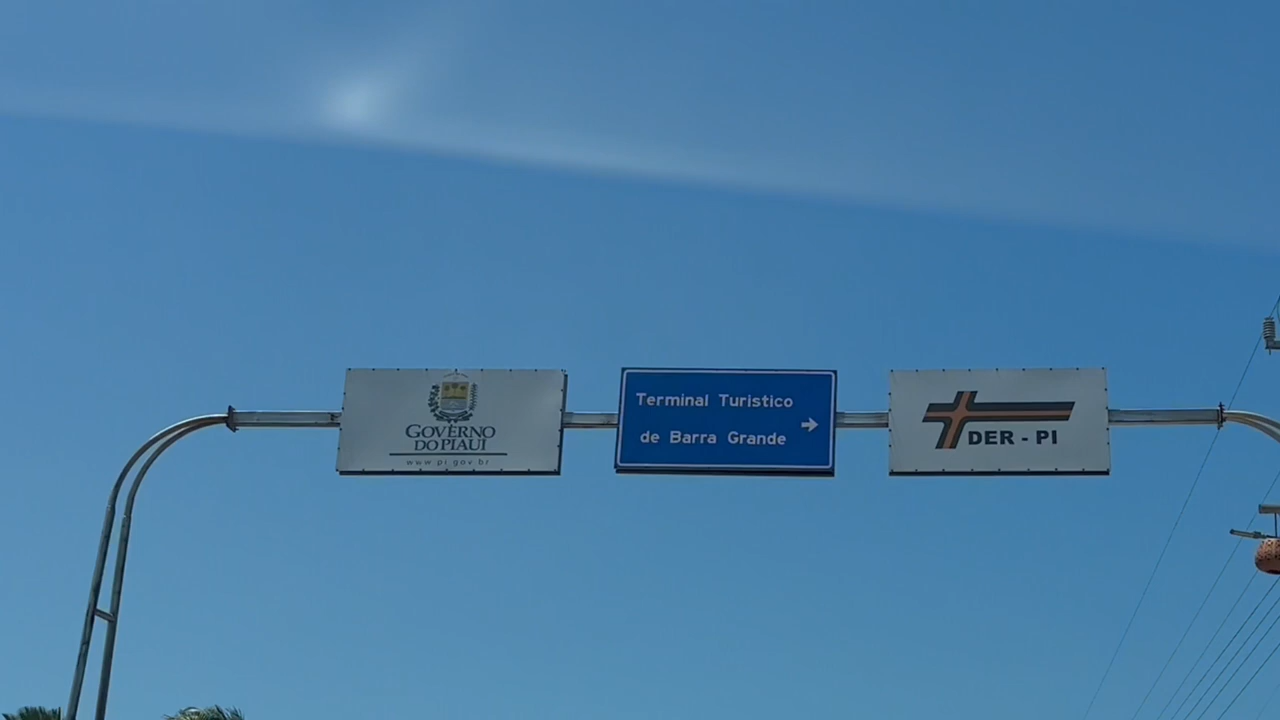 GOVERNO
DO PIAUÍ
www.pi.gov.br
Terminal Turistico
de Barra Grande
DER - PI